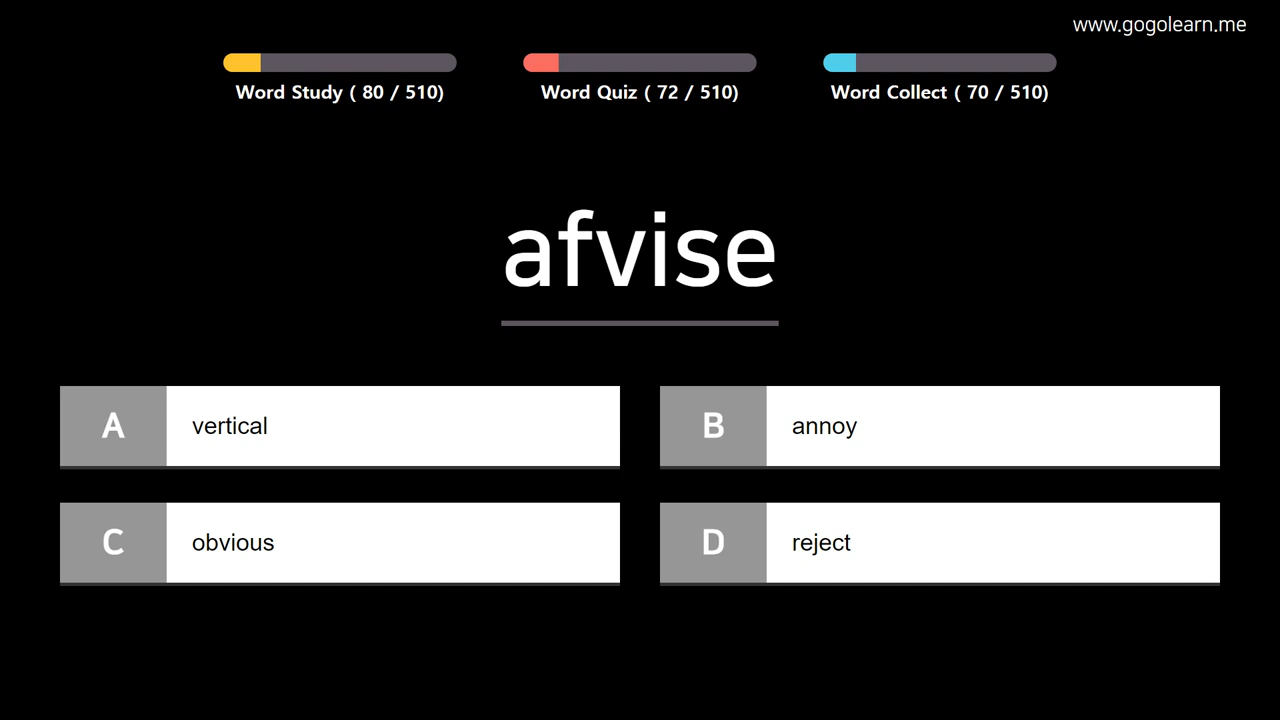 www.gogolearn.me
Word Study ( 80 / 510)
Word Quiz ( 72 / 510)
Word Collect ( 70 / 510)
afvise
A vertical
B annoy
C obvious
D reject